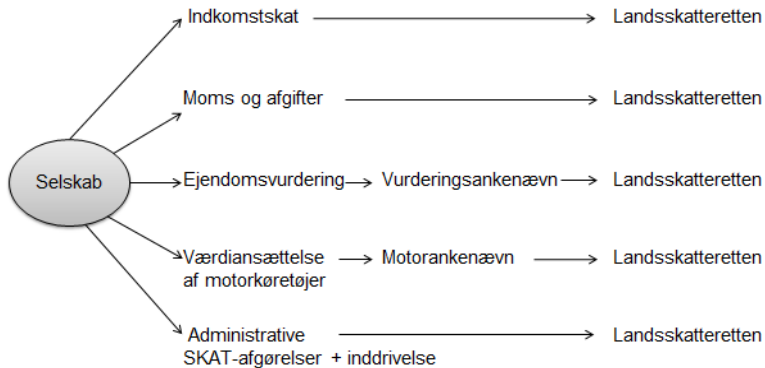 Indkomstskat Landsskatteretten
Moms og afgifter Landsskatteretten
Selskab
Ejendomsvurdering Vurderingsankenævn Landsskatteretten
Værdiansættelse Motorankenævn Landsskatteretten
af motorkøretøjer
Administrative Landsskatteretten
SKAT-afgørelser + inddrivelse